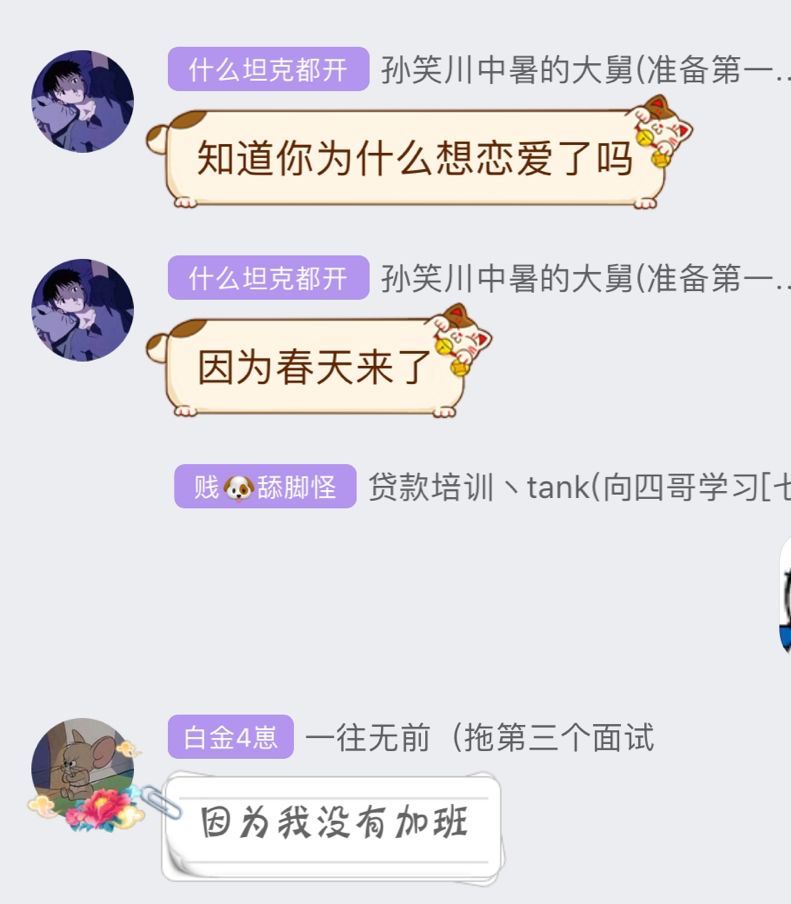 什么坦克都开 孙笑川中暑的大舅(准备第一...
知道你为什么想恋爱了吗
什么坦克都开 孙笑川中暑的大舅(准备第一...
因为春天来了
贱🐶舔脚怪 贷款培训丶tank(向四哥学习[七
白金4崽 一往无前（拖第三个面试
因为我没有加班